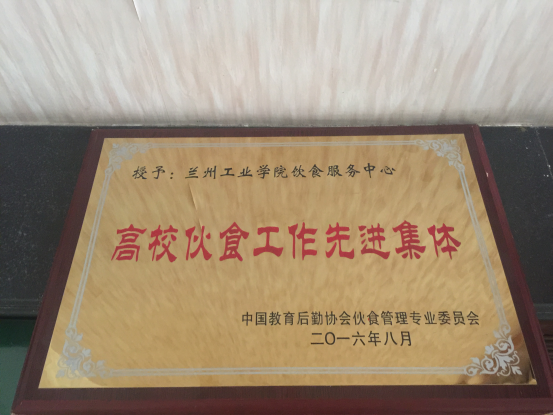 授予：兰州工业学院饮食服务中心
高校伙食工作先进集体
中国教育后勤协会伙食管理专业委员会
二〇一六年八月